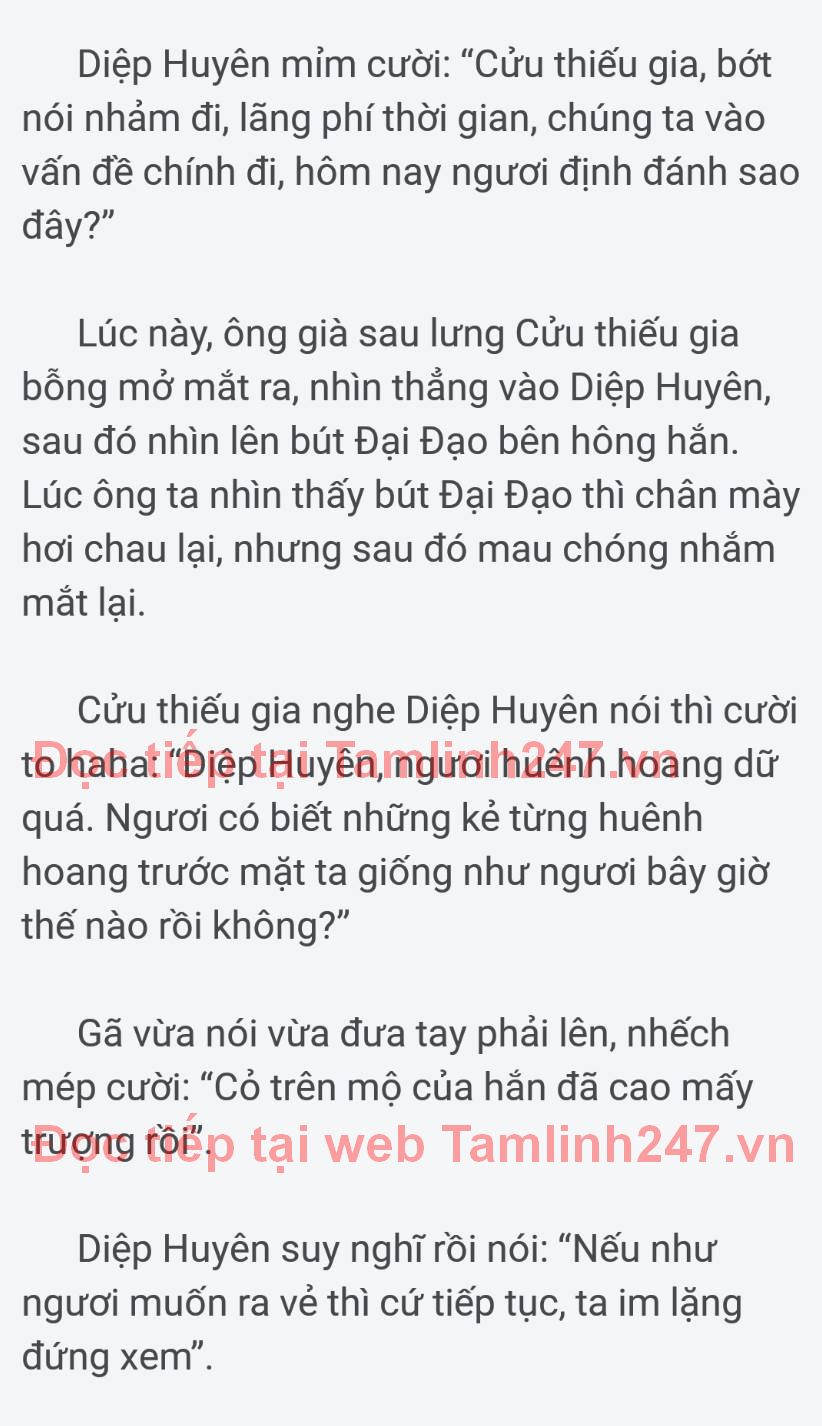 Diệp Huyên mỉm cười: “Cửu thiếu gia, bớt
nói nhảm đi, lãng phí thời gian, chúng ta vào
vấn đề chính đi, hôm nay ngươi định đánh sao
đây?”
Lúc này, ông già sau lưng Cửu thiếu gia
bỗng mở mắt ra, nhìn thẳng vào Diệp Huyên,
sau đó nhìn lên bút Đại Đạo bên hông hắn.
Lúc ông ta nhìn thấy bút Đại Đạo thì chân mày
hơi chau lại, nhưng sau đó mau chóng nhắm
mắt lại.
Cửu thiếu gia nghe Diệp Huyên nói thì cười
to haha: “Diệp Huyên, ngươi huênh hoang dữ
Đọc tiếp tại Tamlinh247.vn
quá. Ngươi có biết những kẻ từng huênh
hoang trước mặt ta giống như ngươi bây giờ
thế nào rồi không?”
Gã vừa nói vừa đưa tay phải lên, nhếch
mép cười: “Cỏ trên mộ của hắn đã cao mấy
trượng rồi”.
Đọc tiếp tại web Tamlinh247.vn
Diệp Huyên suy nghĩ rồi nói: “Nếu như
ngươi muốn ra vẻ thì cứ tiếp tục, ta im lặng
đứng xem”.